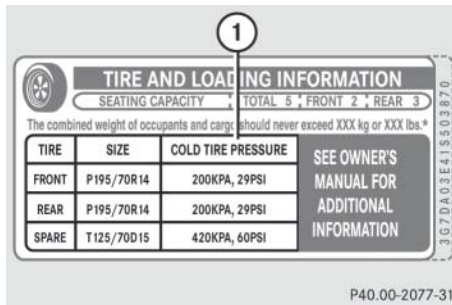 1
TIRE AND LOADING INFORMATION
SEATING CAPACITY TOTAL 5 FRONT 2 REAR 3
The combined weight of occupants and cargo should never exceed XXX kg or XXX lbs.*
TIRE SIZE COLD TIRE PRESSURE
FRONT P195/70R14 200KPA, 29PSI
REAR P195/70R14 200KPA, 29PSI
SPARE T125/70D15 420KPA, 60PSI
SEE OWNER'S
MANUAL FOR
ADDITIONAL
INFORMATION
3G7DA03E41S503870
P40.00-2077-31